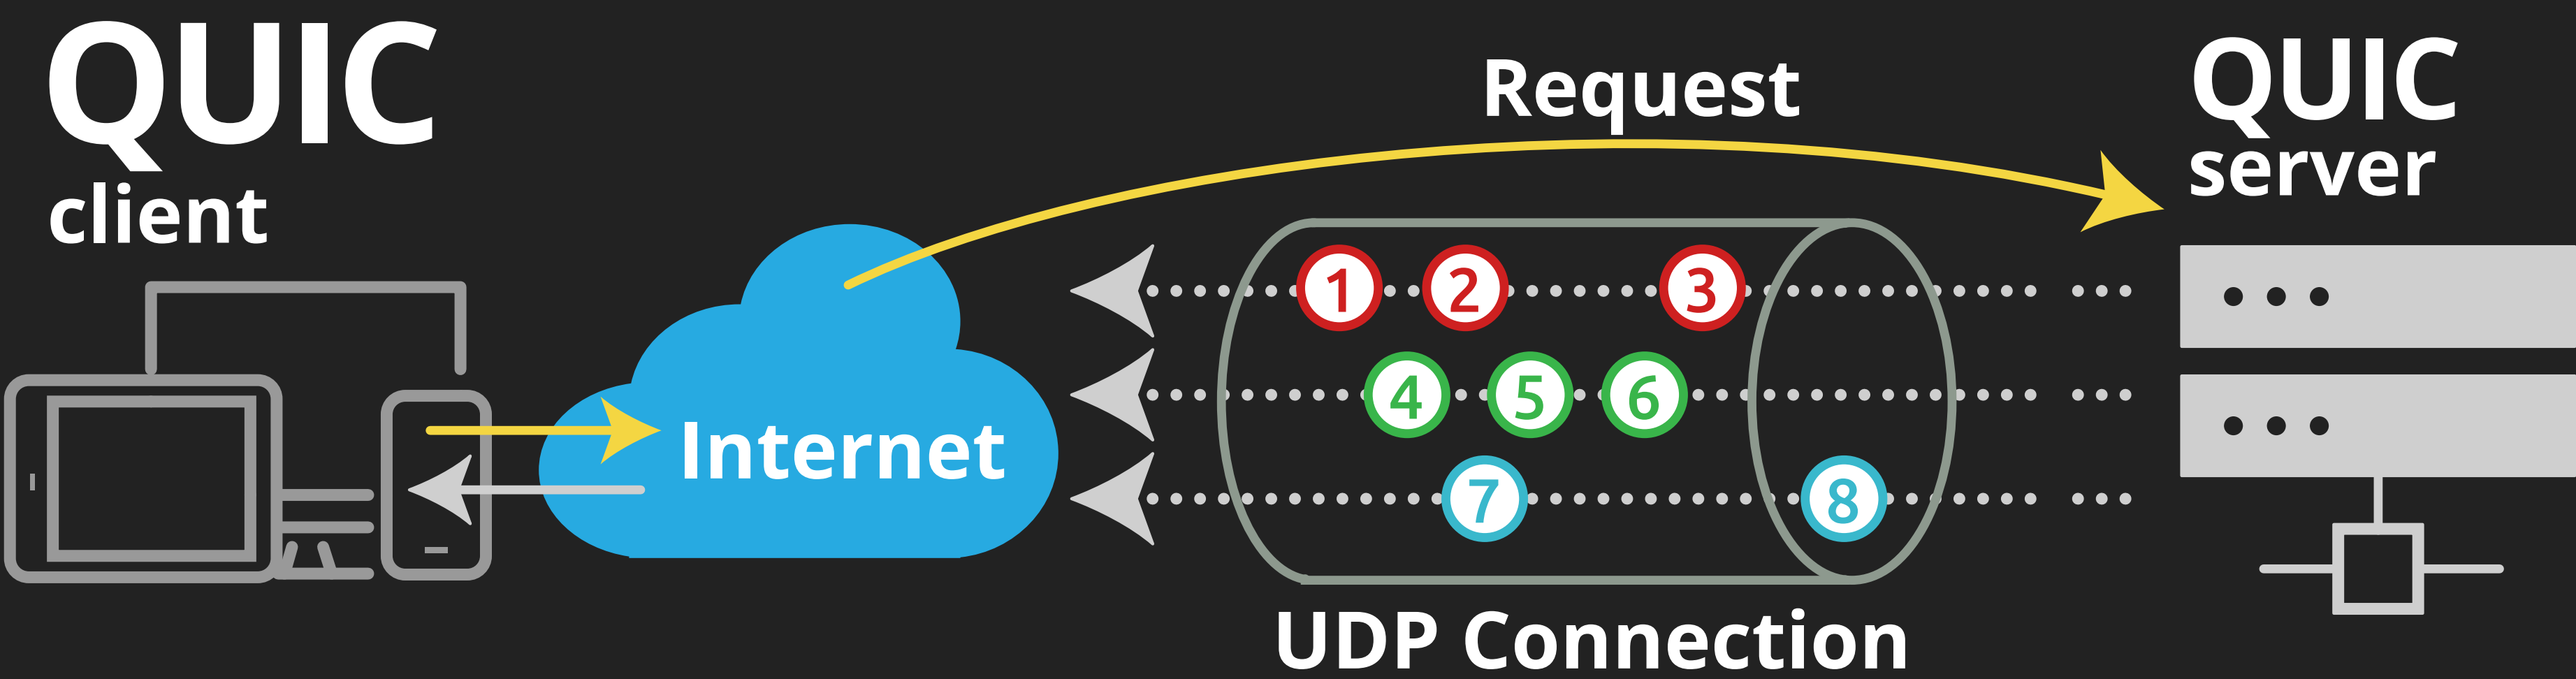 QUIC
client
Internet
Request
1 2 3
4 5 6
7 8
UDP Connection
QUIC
server